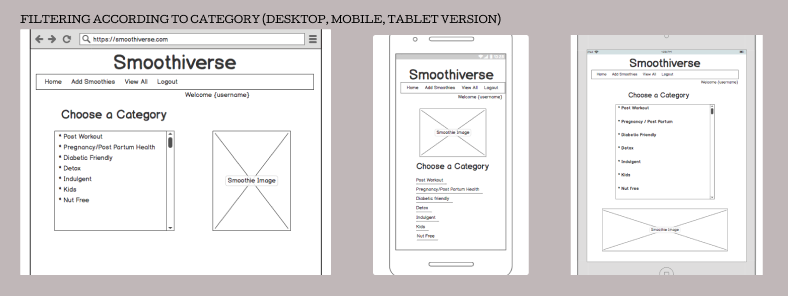 FILTERING ACCORDING TO CATEGORY (DESKTOP, MOBILE, TABLET VERSION)
https://smoothiverse.com
Smoothiverse
Home Add Smoothies View All Logout
Welcome {username}
Choose a Category
* Post Workout
* Pregnancy/Post Partum Health
* Diabetic Friendly
* Detox
* Indulgent
* Kids
* Nut Free
Smoothie Image
Smoothiverse
Home Add Smoothies View All Logout
Welcome {username}
Smoothie Image
Choose a Category
Post Workout
Pregnancy/Post Partum Health
Diabetic friendly
Detox
Indulgent
Kids
Nut Free
Smoothiverse
Home Add Smoothies View All Logout
Welcome {username}
Choose a Category
* Post Workout
* Pregnancy / Post Partum
* Diabetic Friendly
* Detox
* Indulgent
* Kids
* Nut Free
Smoothie Image